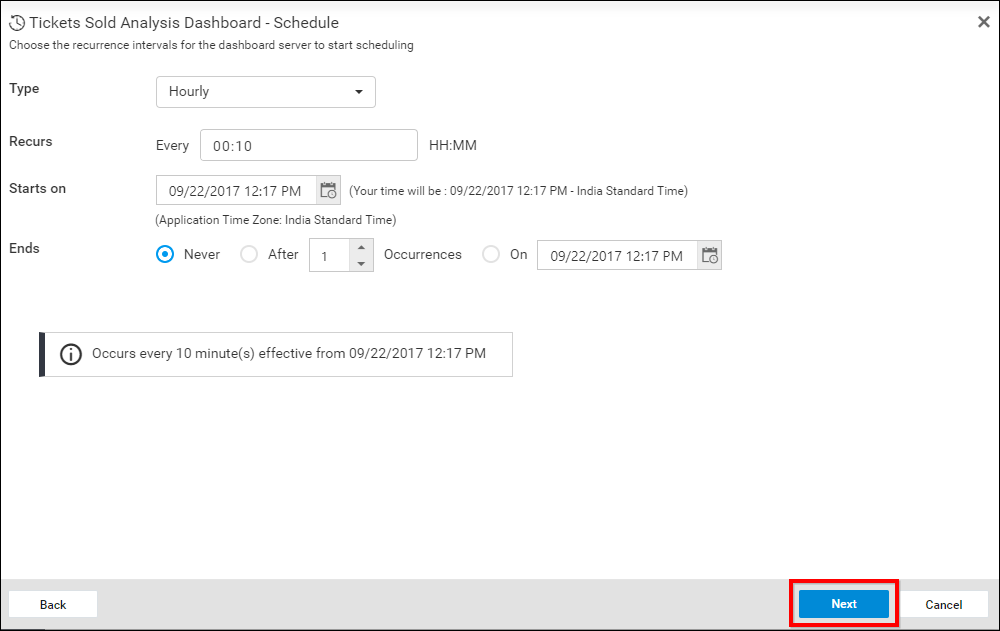 Tickets Sold Analysis Dashboard - Schedule
Choose the recurrence intervals for the dashboard server to start scheduling
Type Hourly
Recurs Every 00:10 HH:MM
Starts on 09/22/2017 12:17 PM (Your time will be : 09/22/2017 12:17 PM - India Standard Time)
(Application Time Zone: India Standard Time)
Ends Never After 1 Occurrences On 09/22/2017 12:17 PM
Occurs every 10 minute(s) effective from 09/22/2017 12:17 PM
Back Next Cancel